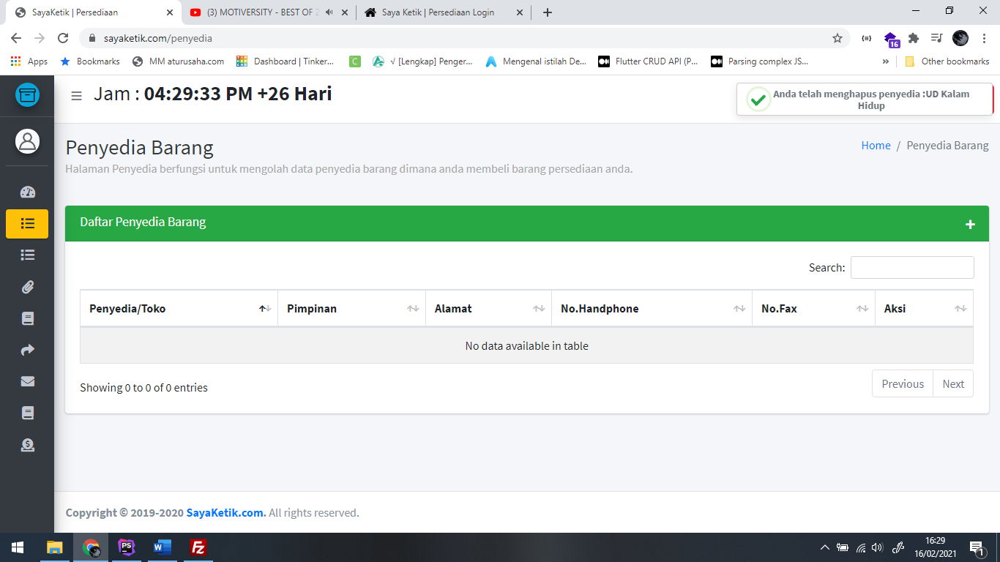 SayaKetik | Persediaan
(3) MOTIVERSITY - BEST OF 2
Saya Ketik | Persediaan Login
sayaketik.com/penyedia
16
Apps
Bookmarks
MM aturusaha.com
Dashboard | Tinker...
C
√ [Lengkap] Penger...
Mengenal istilah De...
Flutter CRUD API (P...
Parsing complex JS...
»
Other bookmarks
Jam : 04:29:33 PM +26 Hari
Anda telah menghapus penyedia :UD Kalam
Hidup
Penyedia Barang
Home / Penyedia Barang
Halaman Penyedia berfungsi untuk mengolah data penyedia barang dimana anda membeli barang persediaan anda.
Daftar Penyedia Barang
Search:
Penyedia/Toko
Pimpinan
Alamat
No.Handphone
No.Fax
Aksi
No data available in table
Showing 0 to 0 of 0 entries
Previous
Next
Copyright © 2019-2020 SayaKetik.com. All rights reserved.
PS
W
FZ
16:29
16/02/2021
1